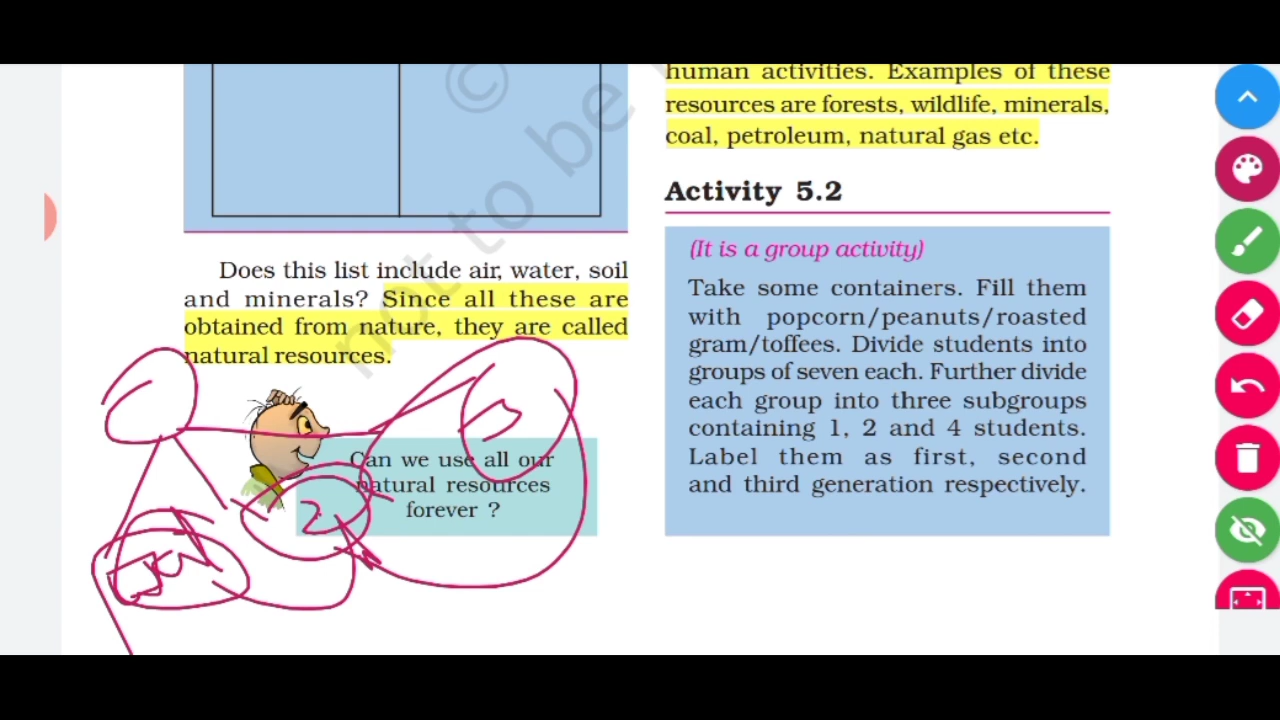 Does this list include air, water, soil
and minerals? Since all these are
obtained from nature, they are called
natural resources.
Can we use all our
natural resources
forever ?
2
human activities. Examples of these
resources are forests, wildlife, minerals,
coal, petroleum, natural gas etc.
Activity 5.2
(It is a group activity)
Take some containers. Fill them
with popcorn/peanuts/roasted
gram/toffees. Divide students into
groups of seven each. Further divide
each group into three subgroups
containing 1, 2 and 4 students.
Label them as first, second
and third generation respectively.
© not to be